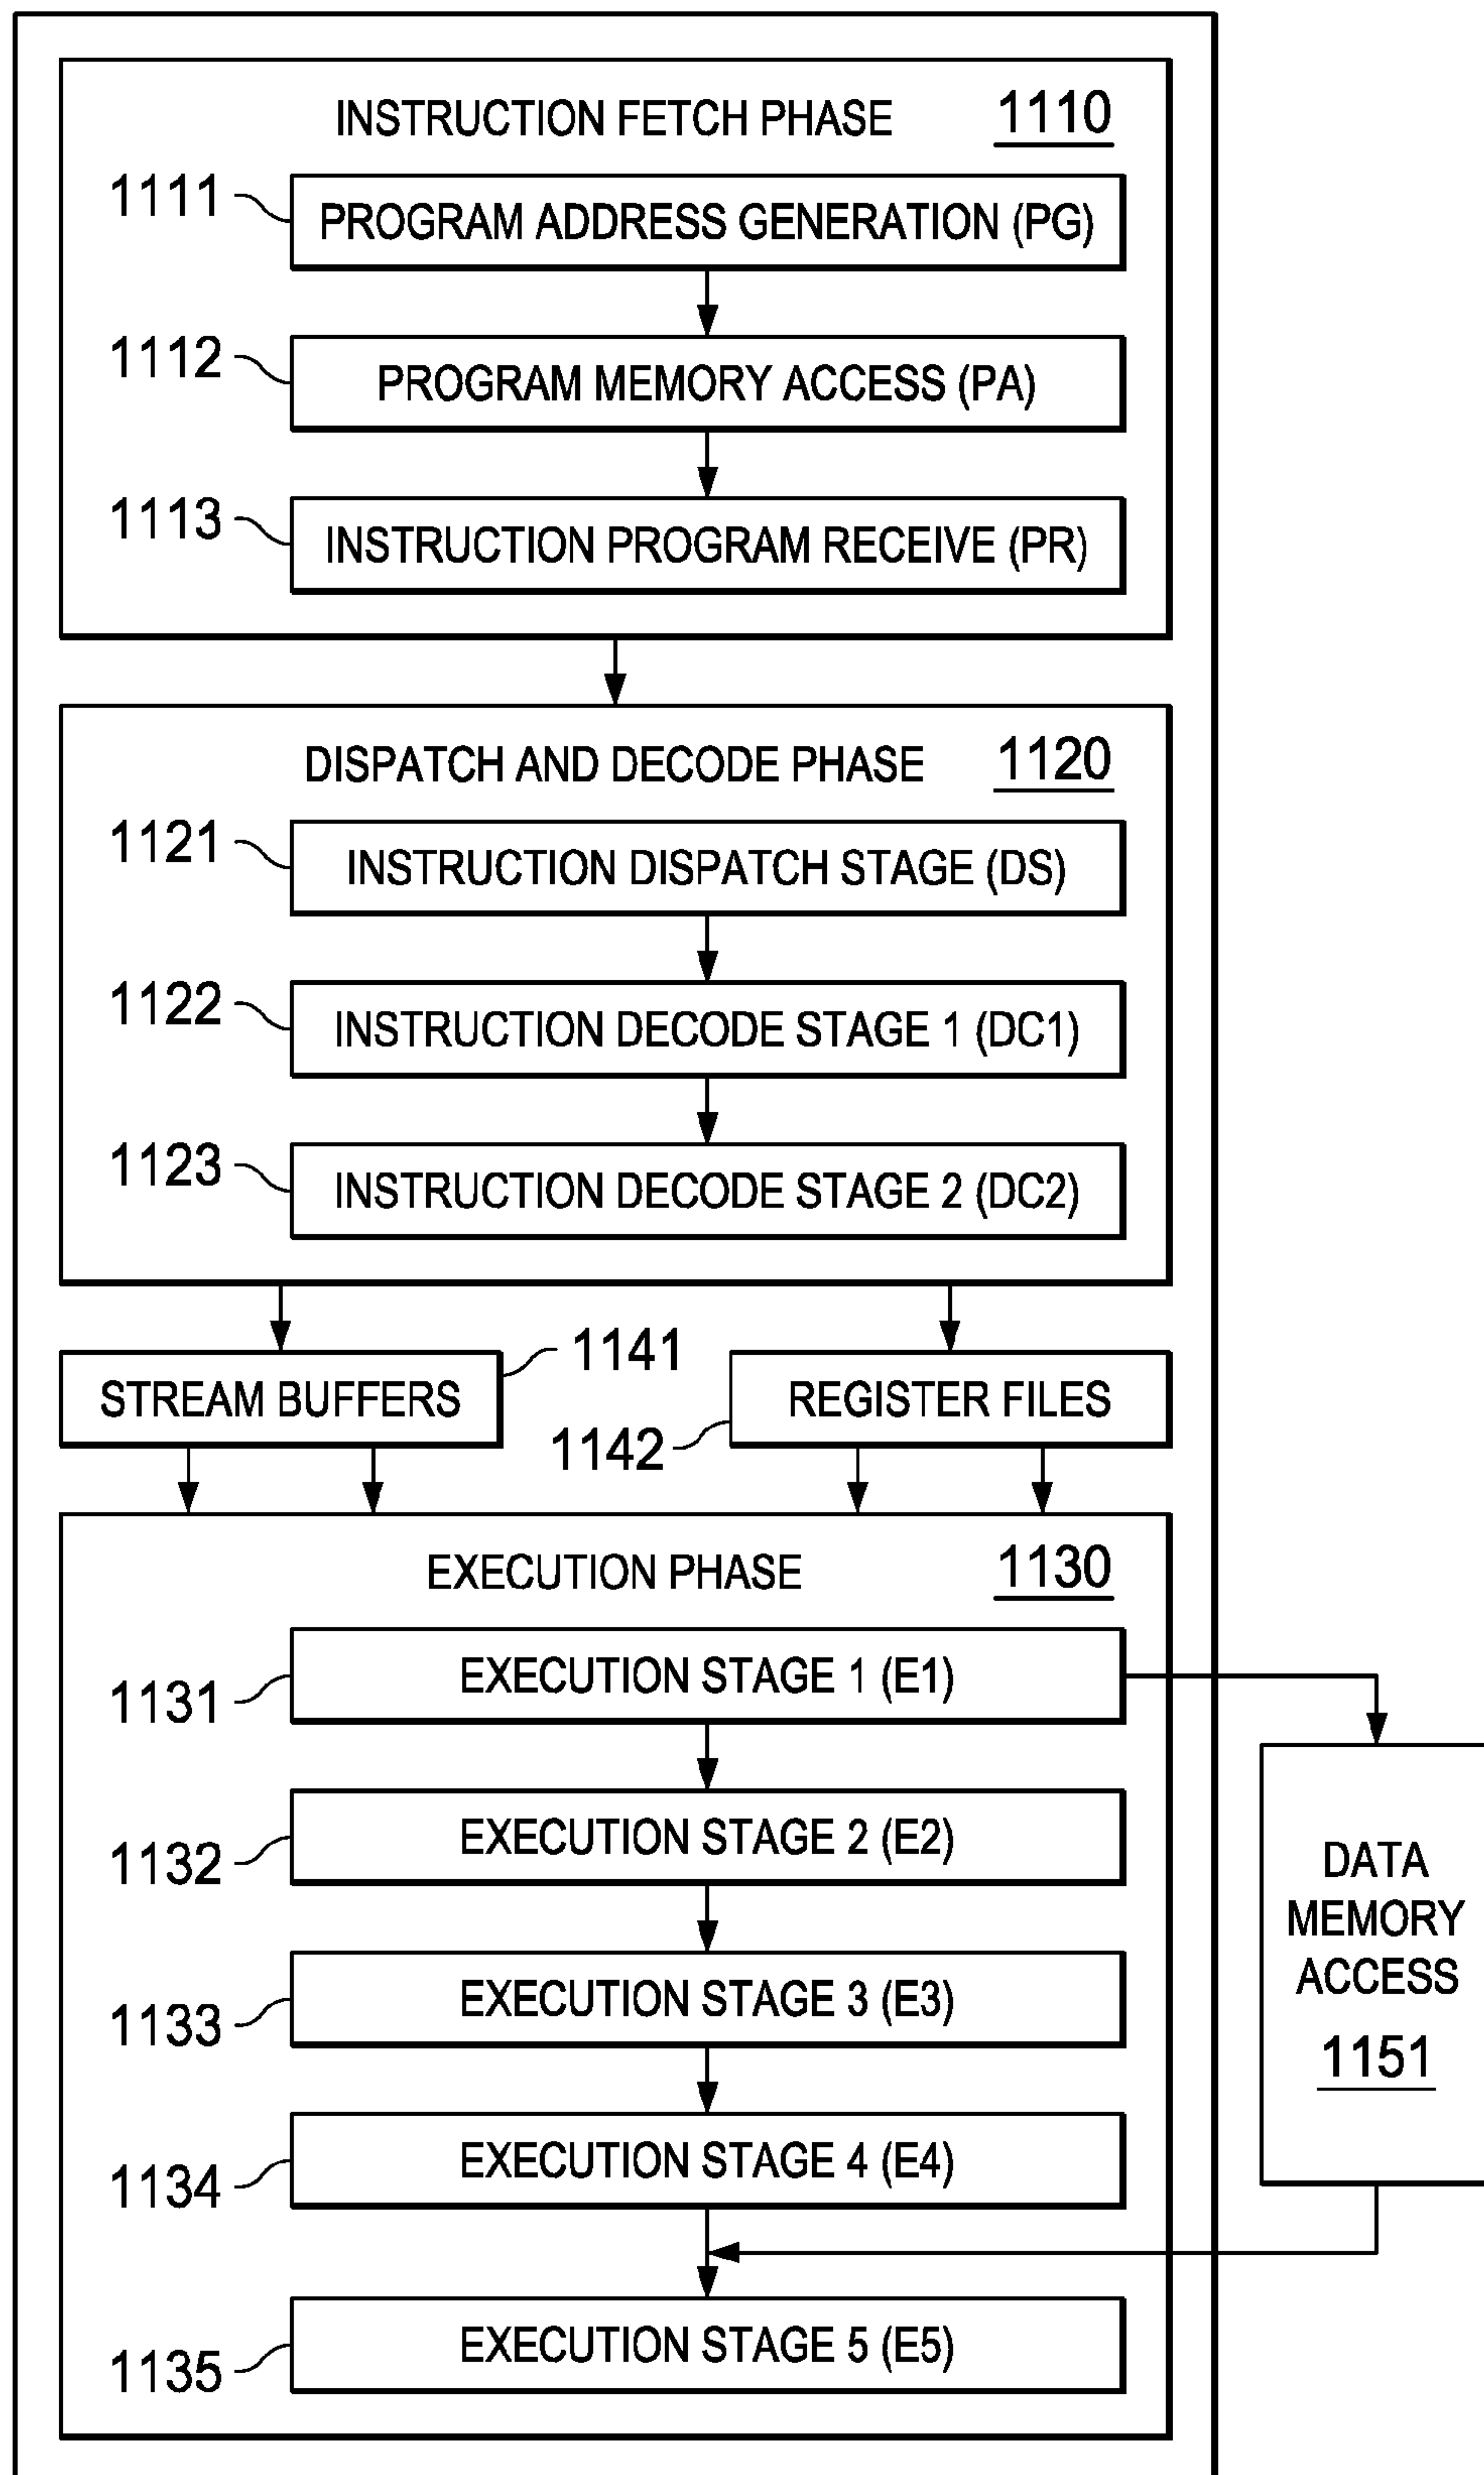 INSTRUCTION FETCH PHASE 1110
1111
PROGRAM ADDRESS GENERATION (PG)
1112
PROGRAM MEMORY ACCESS (PA)
1113
INSTRUCTION PROGRAM RECEIVE (PR)
DISPATCH AND DECODE PHASE 1120
1121
INSTRUCTION DISPATCH STAGE (DS)
1122
INSTRUCTION DECODE STAGE 1 (DC1)
1123
INSTRUCTION DECODE STAGE 2 (DC2)
STREAM BUFFERS
1141
1142
REGISTER FILES
EXECUTION PHASE 1130
1131
EXECUTION STAGE 1 (E1)
1132
EXECUTION STAGE 2 (E2)
1133
EXECUTION STAGE 3 (E3)
1134
EXECUTION STAGE 4 (E4)
1135
EXECUTION STAGE 5 (E5)
DATA
MEMORY
ACCESS
1151